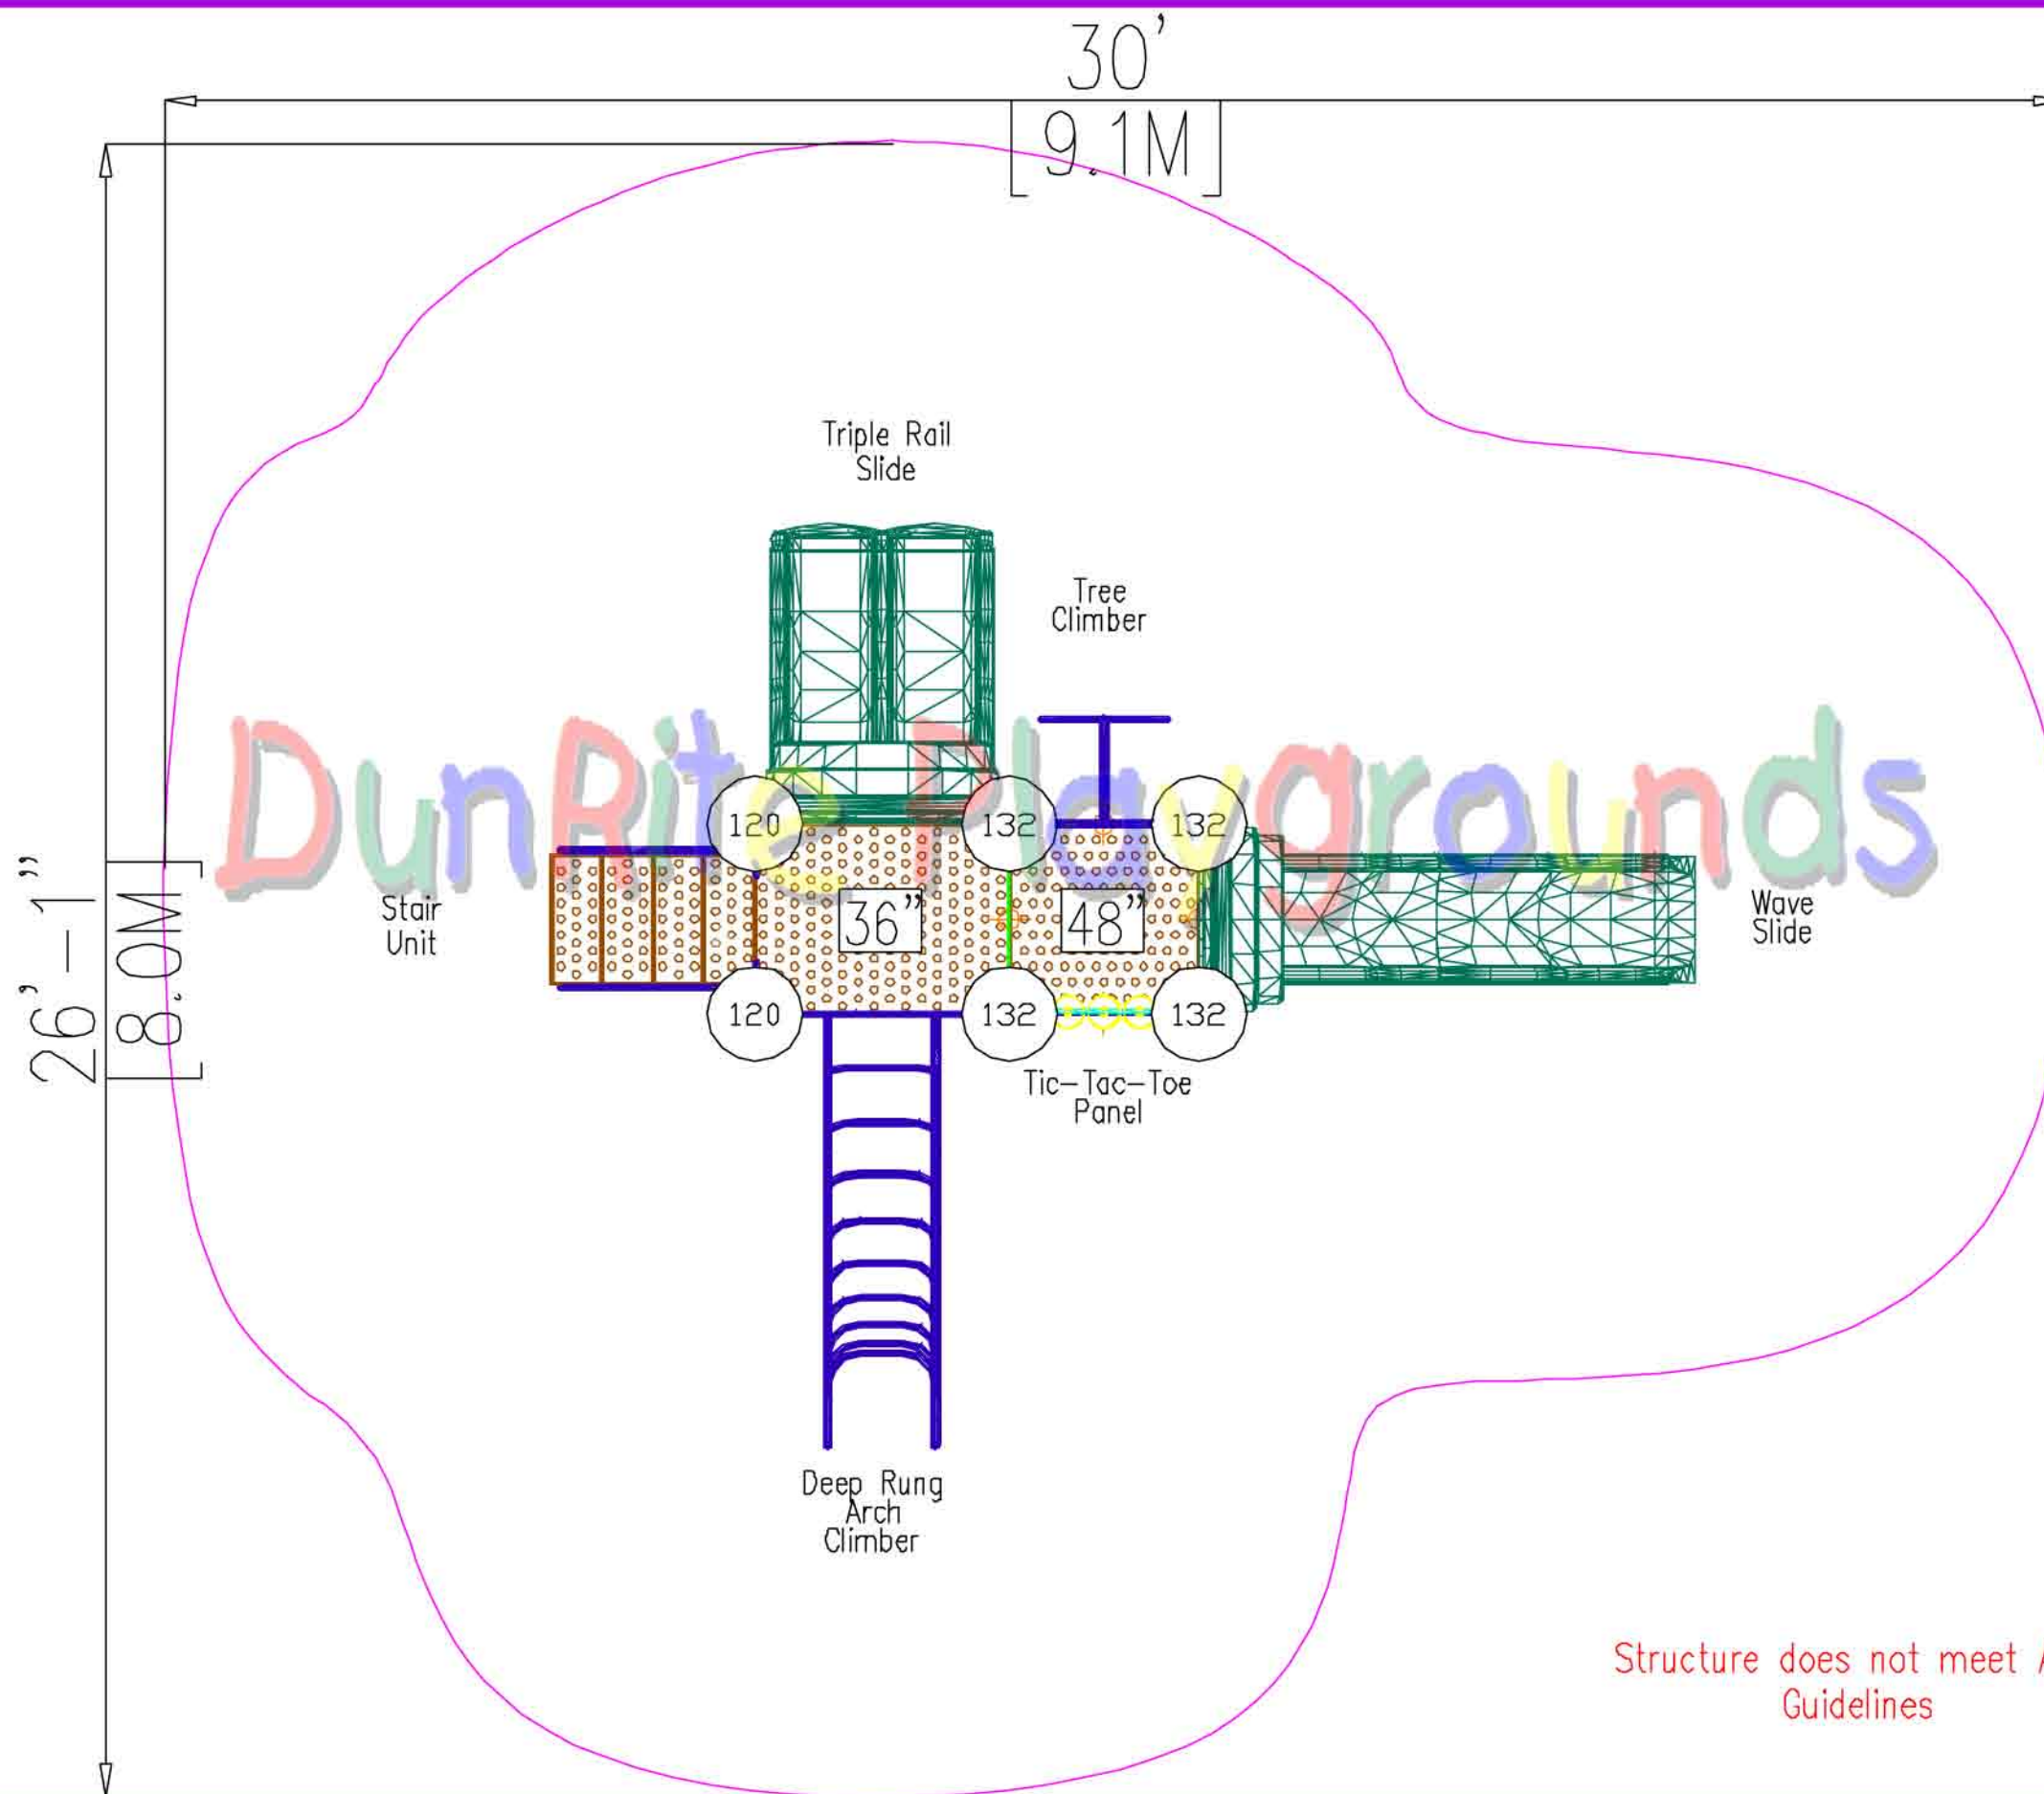 30'
[9.1M]
Triple Rail
Slide
Tree
Climber
DunRite Playgrounds
120
132
132
26'-1"
[8.0M]
Stair
Unit
36"
48"
Wave
Slide
120
132
132
Tic-Tac-Toe
Panel
Deep Rung
Arch
Climber
Structure does not meet
Guidelines